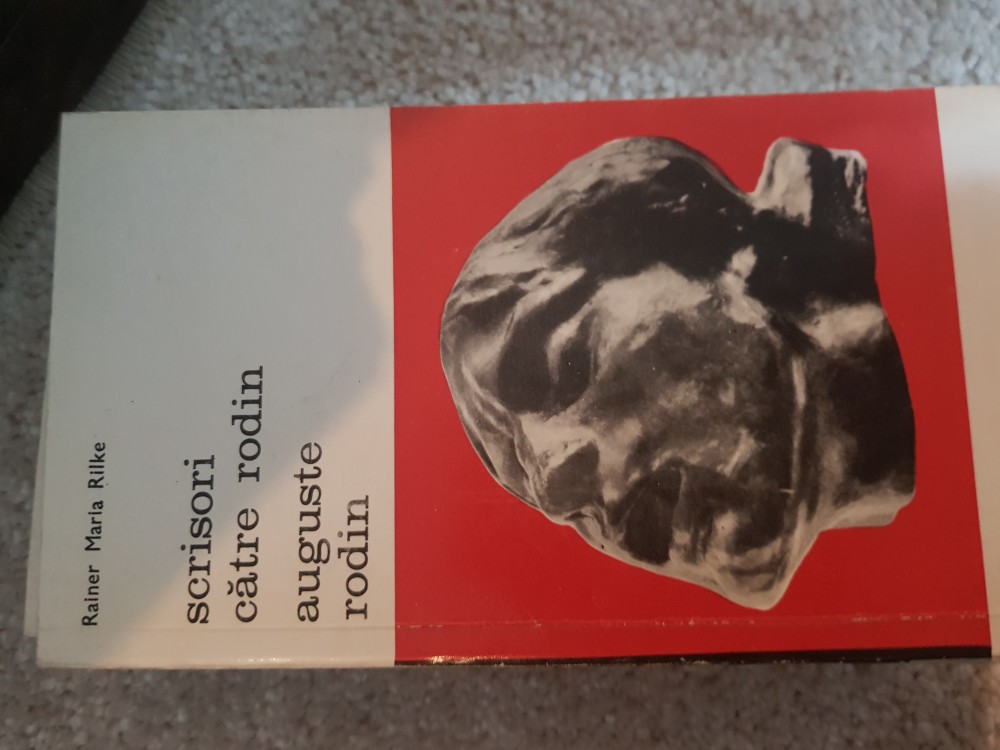 Rainer Maria Rilke
scrisori
către rodin
auguste
rodin